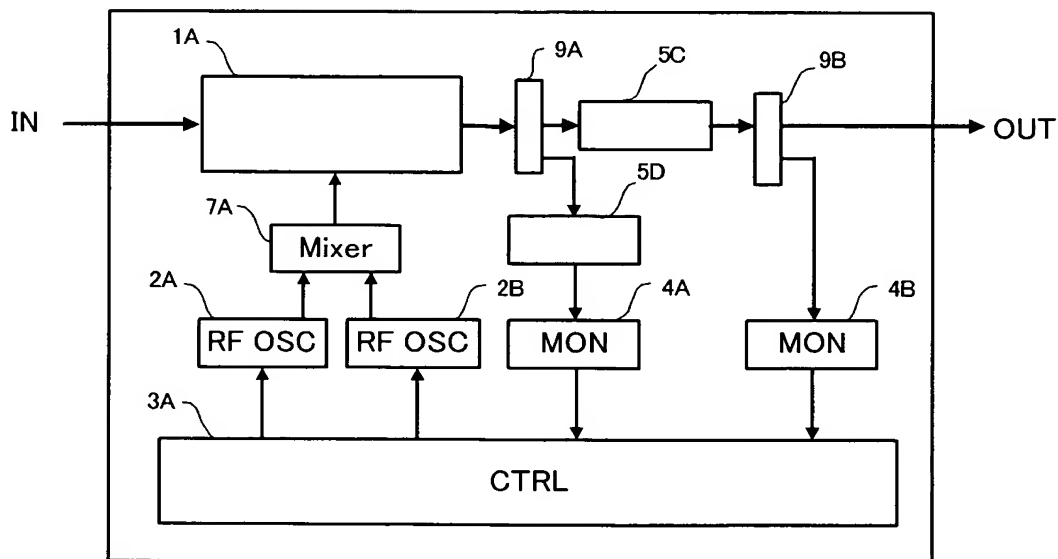 1A
9A
5C
9B
IN
OUT
5D
7A
Mixer
2A
2B
4A
4B
RF OSC
RF OSC
MON
MON
3A
CTRL